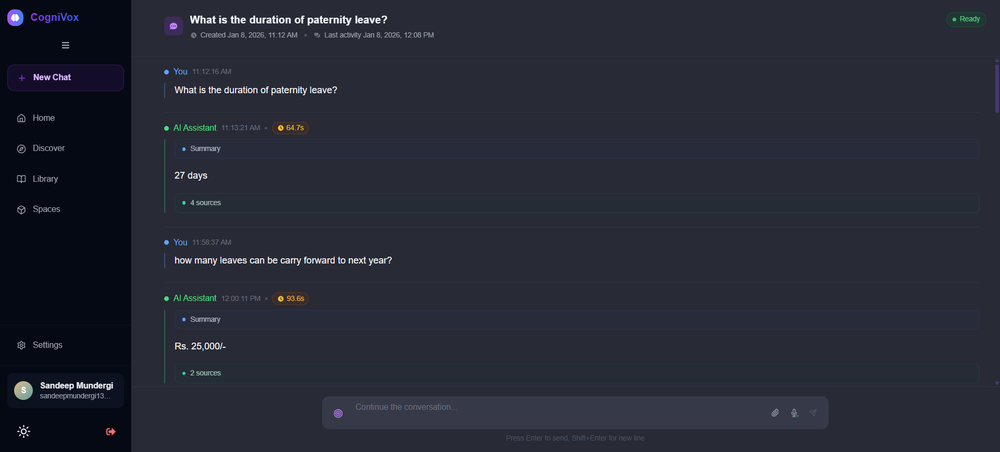 CogniVox
New Chat
Home
Discover
Library
Spaces
Settings
S
Sandeep Mundergi
sandeepmundergi13...
What is the duration of paternity leave?
Created Jan 8, 2026, 11:12 AM • Last activity Jan 8, 2026, 12:08 PM
Ready
You 11:12:16 AM
What is the duration of paternity leave?
AI Assistant 11:13:21 AM • 64.7s
Summary
27 days
4 sources
You 11:58:37 AM
how many leaves can be carry forward to next year?
AI Assistant 12:00:11 PM • 93.6s
Summary
Rs. 25,000/-
2 sources
Continue the conversation...
Press Enter to send, Shift+Enter for new line